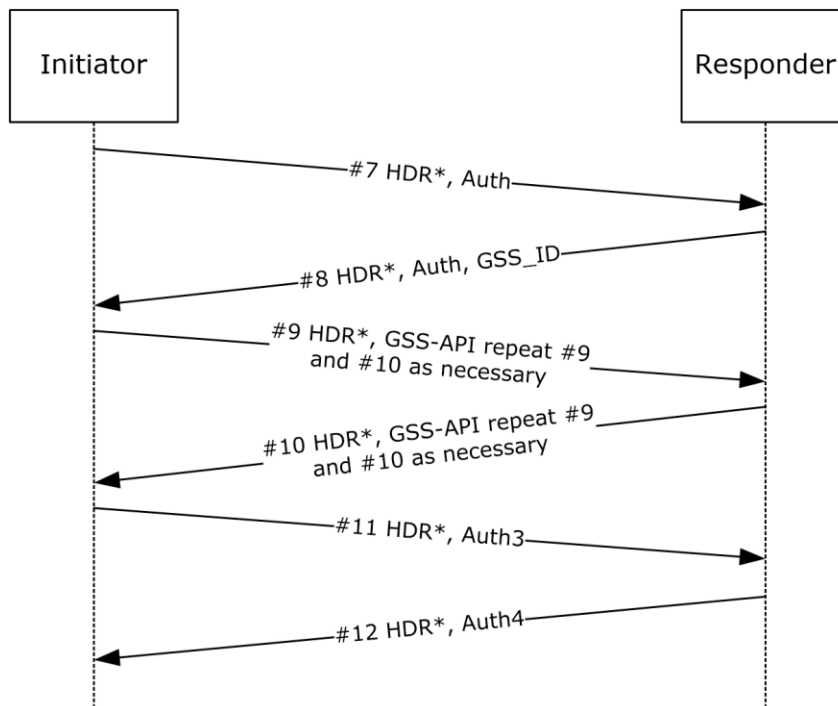 Initiator
Responder
#7 HDR*, Auth
#8 HDR*, Auth, GSS_ID
#9 HDR*, GSS-API repeat #9
and #10 as necessary
#10 HDR*, GSS-API repeat #9
and #10 as necessary
#11 HDR*, Auth3
#12 HDR*, Auth4